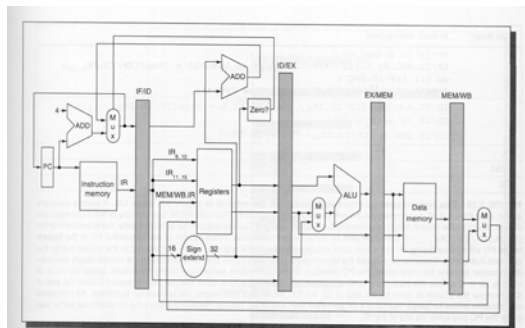 ID/EX
ADD
IF/ID
EX/MEM
MEM/WB
4
ADD
M
u
x
Zero?
PC
Instruction
memory
IR
IR6..10
IR11..15
MEM/WB.IR
Registers
M
u
x
ALU
Data
memory
M
u
x
16
Sign
extend
32